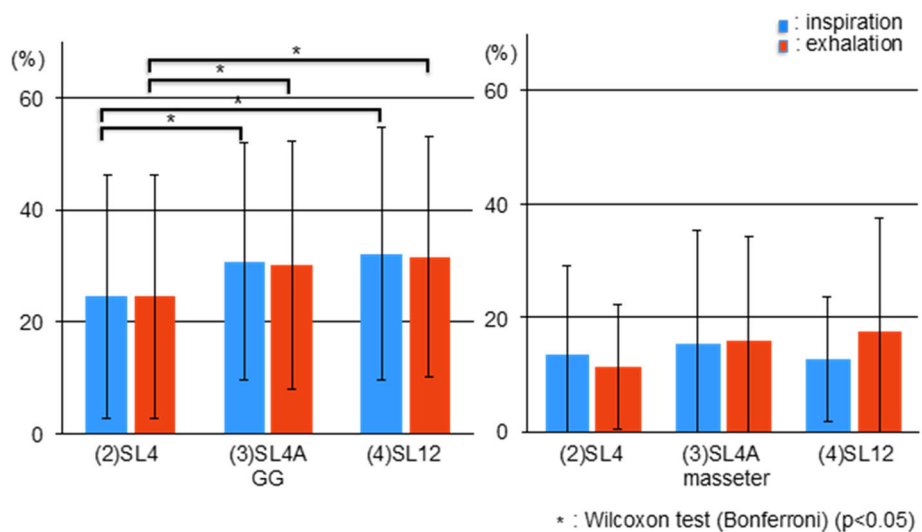 : inspiration
: exhalation
(%)
60
40
20
0
*
*
*
*
(2)SL4 (3)SL4A (4)SL12
GG
(%)
60
40
20
0
(2)SL4 (3)SL4A (4)SL12
masseter
* : Wilcoxon test (Bonferroni) (p<0.05)